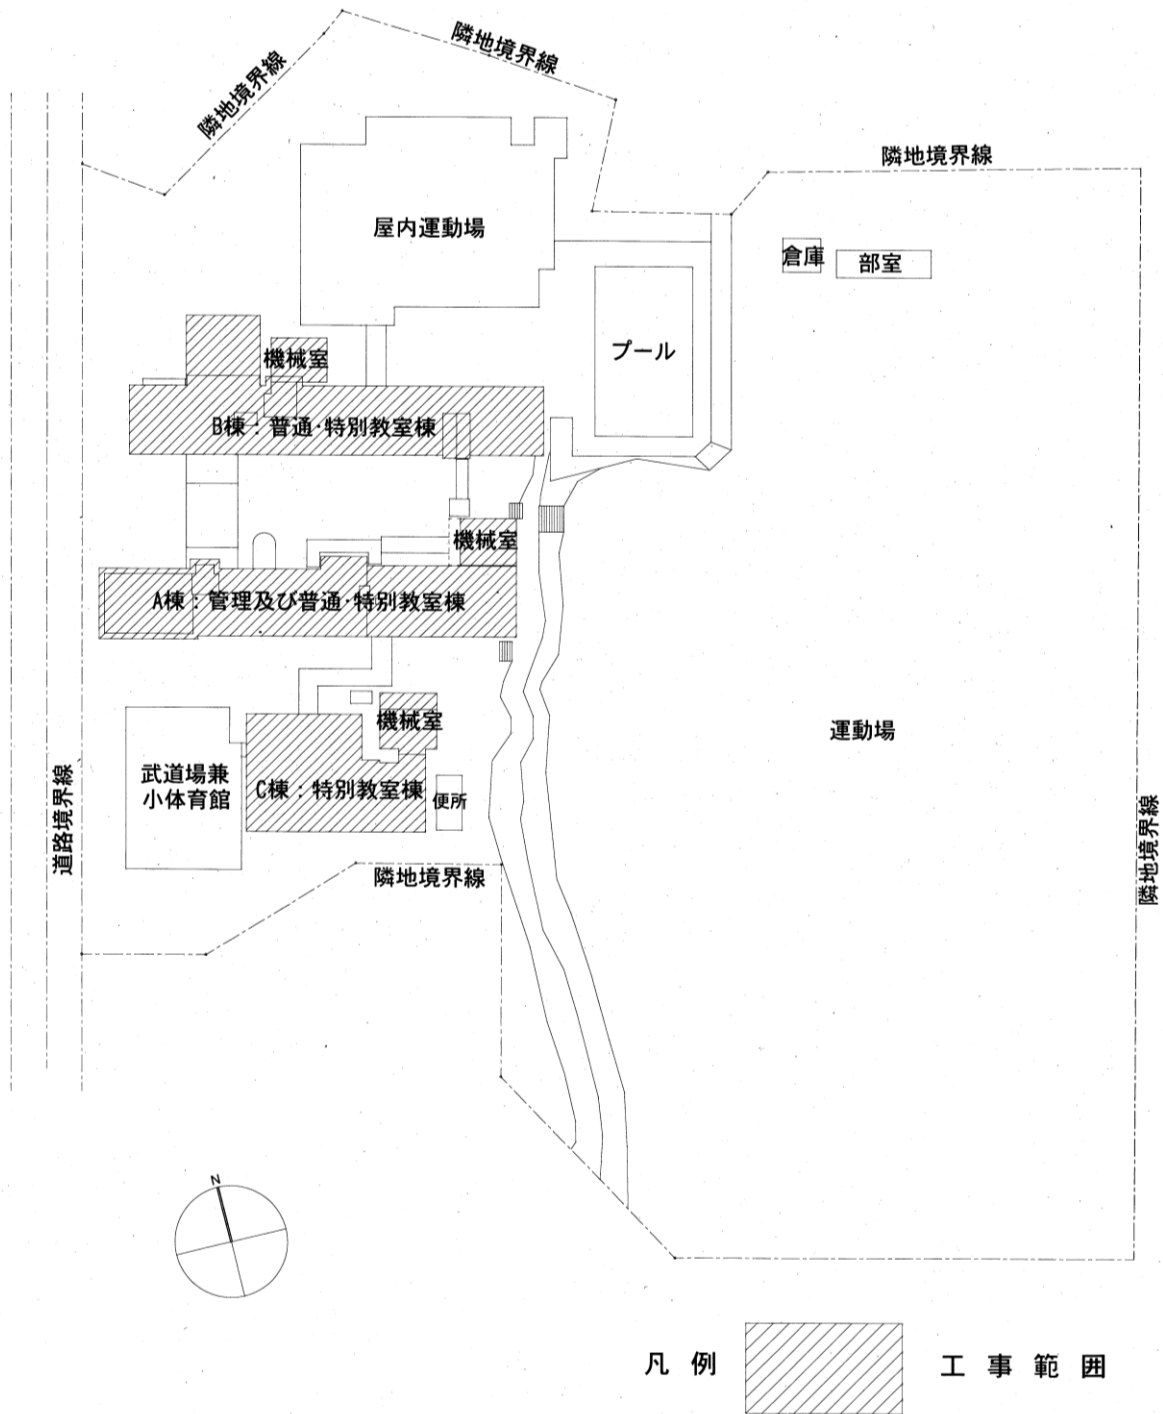 隣地境界線
隣地境界線
隣地境界線
屋内運動場
倉庫
部室
プール
機械室
B棟：普通・特別教室棟
機械室
A棟：管理及び普通・特別教室棟
機械室
運動場
武道場兼
小体育館
C棟：特別教室棟
便所
道路境界線
隣地境界線
隣地境界線
N
凡例
工事範囲